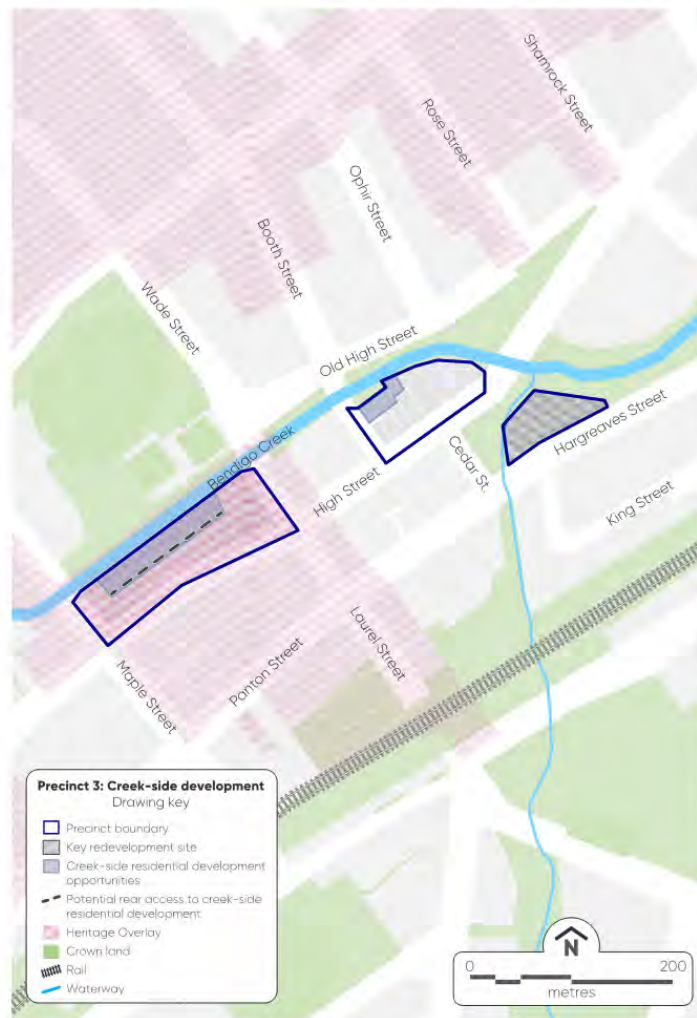 Shamrock Street
Rose Street
Ophir Street
Booth Street
Wade Street
Old High Street
Bendigo Creek
High Street
Cedar St.
Hargreaves Street
King Street
Laurel Street
Panton Street
Maple Street
Precinct 3: Creek-side development
Drawing key
Precinct boundary
Key redevelopment site
Creek-side residential development
opportunities
Potential rear access to creek-side
residential development
Heritage Overlay
Crown land
Rail
Waterway
N
0 200
metres